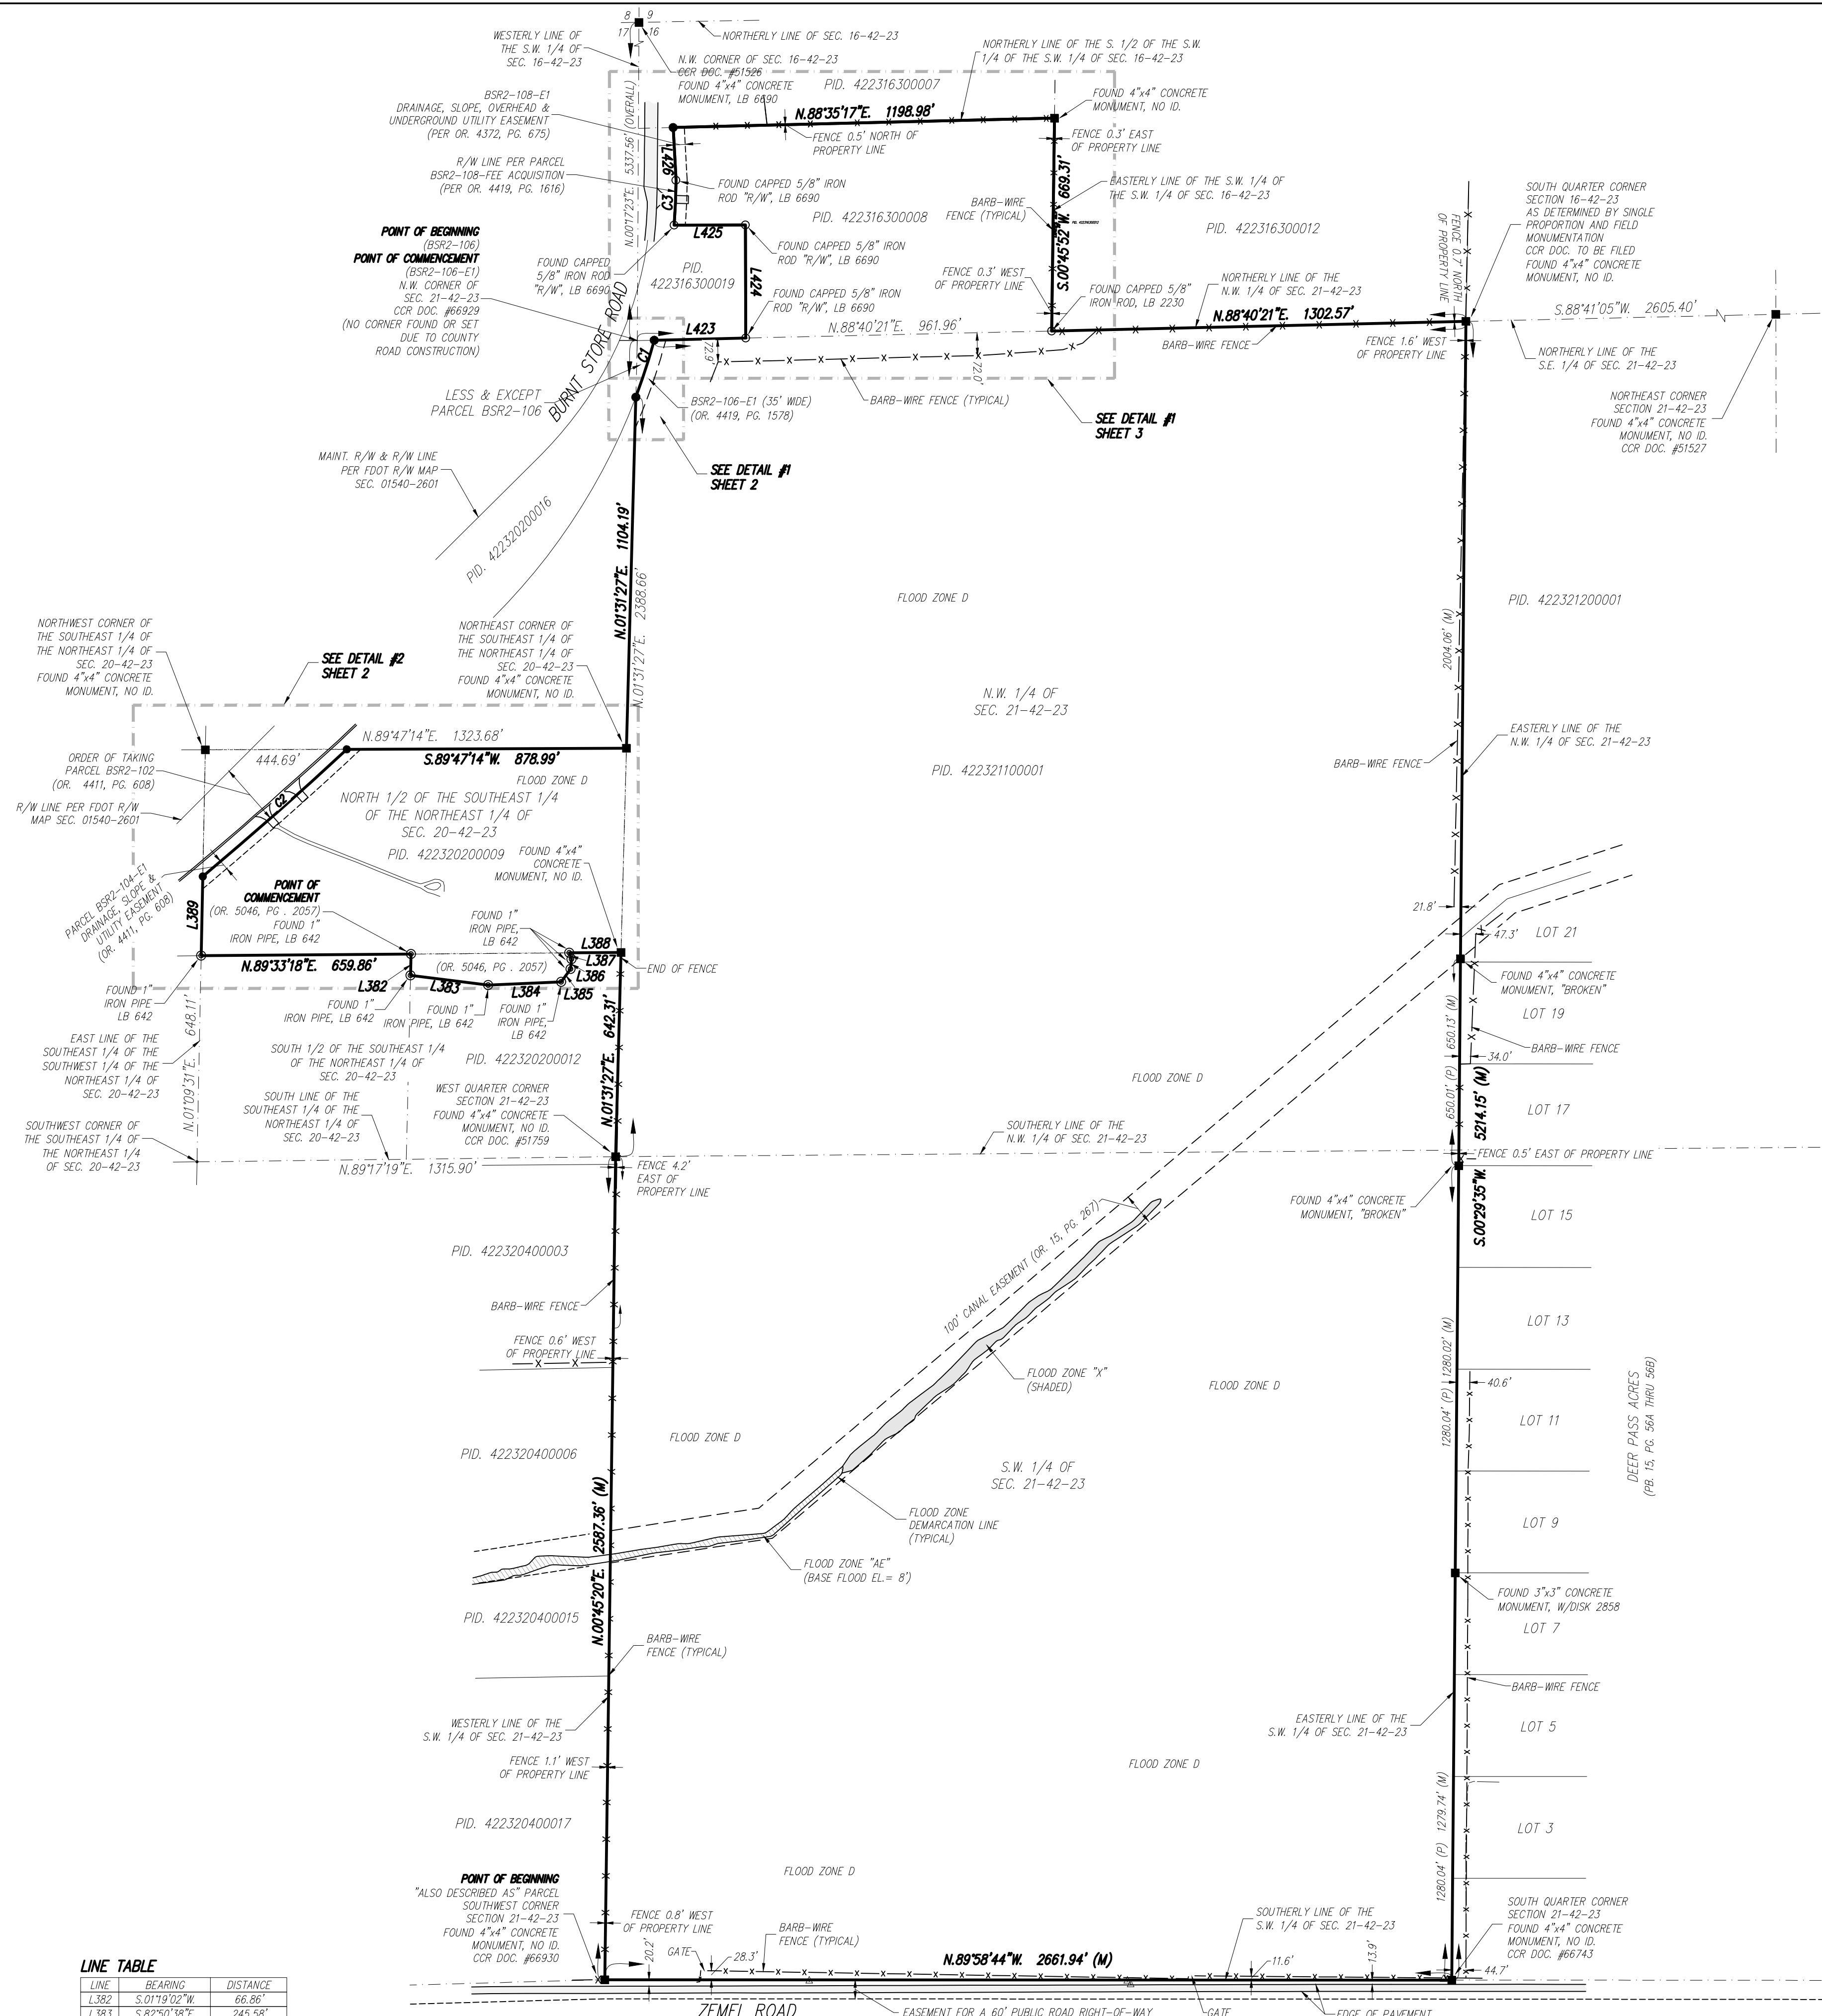 8 9
17 16
NORTHERLY LINE OF SEC. 16-42-23
WESTERLY LINE OF
THE S.W. 1/4 OF
SEC. 16-42-23
N.W. CORNER OF SEC. 16-42-23
CCR DOC. #51526
FOUND 4"x4" CONCRETE
MONUMENT, LB 6690
NORTHERLY LINE OF THE S. 1/2 OF THE S.W.
1/4 OF THE S.W. 1/4 OF SEC. 16-42-23
PID. 422316300007
BSR2-108-E1
DRAINAGE, SLOPE, OVERHEAD &
UNDERGROUND UTILITY EASEMENT
(PER OR. 4372, PG. 675)
N.00°17'23"E. 5337.56' (OVERALL)
N.88°35'17"E. 1198.98'
FOUND 4"x4" CONCRETE
MONUMENT, NO ID.
FENCE 0.5' NORTH OF
PROPERTY LINE
FENCE 0.3' EAST
OF PROPERTY LINE
R/W LINE PER PARCEL
BSR2-108-FEE ACQUISITION
(PER OR. 4419, PG. 1616)
L426
C3
FOUND CAPPED 5/8" IRON
ROD "R/W", LB 6690
669.31'
S.00°45'52"W.
EASTERLY LINE OF THE S.W. 1/4 OF
THE S.W. 1/4 OF SEC. 16-42-23
BARB-WIRE
FENCE (TYPICAL)
PID. 422316300008
PID. 422316300012
SOUTH QUARTER CORNER
SECTION 16-42-23
AS DETERMINED BY SINGLE
PROPORTION AND FIELD
MONUMENTATION
CCR DOC. TO BE FILED
FOUND 4"x4" CONCRETE
MONUMENT, NO ID.
FENCE 0.7' NORTH
OF PROPERTY LINE
L425
POINT OF BEGINNING
(BSR2-106)
POINT OF COMMENCEMENT
(BSR2-106-E1)
N.W. CORNER OF
SEC. 21-42-23
CCR DOC. #66929
(NO CORNER FOUND OR SET
DUE TO COUNTY
ROAD CONSTRUCTION)
FOUND CAPPED
5/8" IRON ROD
"R/W", LB 6690
FOUND CAPPED 5/8" IRON
ROD "R/W", LB 6690
PID.
422316300019
L424
FOUND CAPPED 5/8" IRON
ROD "R/W", LB 6690
FENCE 0.3' WEST
OF PROPERTY LINE
FOUND CAPPED 5/8"
IRON ROD, LB 2230
NORTHERLY LINE OF THE
N.W. 1/4 OF SEC. 21-42-23
N.88°40'21"E. 1302.57'
BARB-WIRE FENCE
S.88°41'05"W. 2605.40'
FENCE 1.6' WEST
OF PROPERTY LINE
NORTHERLY LINE OF THE
S.E. 1/4 OF SEC. 21-42-23
L423
N.88°40'21"E. 961.96'
72.9'
72.0'
C1
BURNT STORE ROAD
LESS & EXCEPT
PARCEL BSR2-106
BSR2-106-E1 (35' WIDE)
(OR. 4419, PG. 1578)
BARB-WIRE FENCE (TYPICAL)
SEE DETAIL #1
SHEET 3
NORTHEAST CORNER
SECTION 21-42-23
FOUND 4"x4" CONCRETE
MONUMENT, NO ID.
CCR DOC. #51527
SEE DETAIL #1
SHEET 2
MAINT. R/W & R/W LINE
PER FDOT R/W MAP
SEC. 01540-2601
PID. 422320200016
N.01°31'27"E. 1104.19'
N.01°31'27"E. 2388.66'
FLOOD ZONE D
PID. 422321200001
2004.06' (M)
NORTHWEST CORNER OF
THE SOUTHEAST 1/4 OF
THE NORTHEAST 1/4 OF
SEC. 20-42-23
FOUND 4"x4" CONCRETE
MONUMENT, NO ID.
SEE DETAIL #2
SHEET 2
NORTHEAST CORNER OF
THE SOUTHEAST 1/4 OF
THE NORTHEAST 1/4 OF
SEC. 20-42-23
FOUND 4"x4" CONCRETE
MONUMENT, NO ID.
N.W. 1/4 OF
SEC. 21-42-23
EASTERLY LINE OF THE
N.W. 1/4 OF SEC. 21-42-23
BARB-WIRE FENCE
PID. 422321100001
N.89°47'14"E. 1323.68'
S.89°47'14"W. 878.99'
444.69'
FLOOD ZONE D
ORDER OF TAKING
PARCEL BSR2-102
(OR. 4411, PG. 608)
R/W LINE PER FDOT R/W
MAP SEC. 01540-2601
C2
NORTH 1/2 OF THE SOUTHEAST 1/4
OF THE NORTHEAST 1/4 OF
SEC. 20-42-23
PID. 422320200009
FOUND 4"x4"
CONCRETE
MONUMENT, NO ID.
PARCEL BSR2-104-E1
DRAINAGE, SLOPE &
UTILITY EASEMENT
(OR. 4411, PG. 608)
L389
POINT OF
COMMENCEMENT
(OR. 5046, PG . 2057)
FOUND 1"
IRON PIPE, LB 642
FOUND 1"
IRON PIPE,
LB 642
L388
L387
L386
L385
END OF FENCE
N.89°33'18"E. 659.86'
(OR. 5046, PG . 2057)
L382
L383
L384
FOUND 1"
IRON PIPE
LB 642
FOUND 1"
IRON PIPE, LB 642
FOUND 1"
IRON PIPE, LB 642
FOUND 1"
IRON PIPE,
LB 642
21.8'
47.3'
LOT 21
FOUND 4"x4" CONCRETE
MONUMENT, "BROKEN"
LOT 19
BARB-WIRE FENCE
34.0'
650.13' (M)
650.01' (P)
S.00°29'35"W. 5214.15' (M)
EAST LINE OF THE
SOUTHEAST 1/4 OF THE
SOUTHWEST 1/4 OF THE
NORTHEAST 1/4 OF
SEC. 20-42-23
N.01°09'31"E. 648.11'
SOUTH 1/2 OF THE SOUTHEAST 1/4
OF THE NORTHEAST 1/4 OF
SEC. 20-42-23
PID. 422320200012
N.01°31'27"E. 642.31'
FLOOD ZONE D
LOT 17
SOUTH LINE OF THE
SOUTHEAST 1/4 OF THE
NORTHEAST 1/4 OF
SEC. 20-42-23
WEST QUARTER CORNER
SECTION 21-42-23
FOUND 4"x4" CONCRETE
MONUMENT, NO ID.
CCR DOC. #51759
SOUTHWEST CORNER OF
THE SOUTHEAST 1/4 OF
THE NORTHEAST 1/4
OF SEC. 20-42-23
N.89°17'19"E. 1315.90'
SOUTHERLY LINE OF THE
N.W. 1/4 OF SEC. 21-42-23
FENCE 0.5' EAST OF PROPERTY LINE
FENCE 4.2'
EAST OF
PROPERTY LINE
FOUND 4"x4" CONCRETE
MONUMENT, "BROKEN"
LOT 15
PID. 422320400003
100' CANAL EASEMENT (OR. 15, PG. 267)
BARB-WIRE FENCE
LOT 13
FENCE 0.6' WEST
OF PROPERTY LINE
1280.02' (M)
1280.04' (P)
FLOOD ZONE "X"
(SHADED)
FLOOD ZONE D
40.6'
LOT 11
DEER PASS ACRES
(PB. 15, PG. 56A THRU 56B)
PID. 422320400006
FLOOD ZONE D
S.W. 1/4 OF
SEC. 21-42-23
N.00°45'20"E. 2587.36' (M)
FLOOD ZONE
DEMARCATION LINE
(TYPICAL)
LOT 9
FLOOD ZONE "AE"
(BASE FLOOD EL.= 8')
FOUND 3"x3" CONCRETE
MONUMENT, W/DISK 2858
PID. 422320400015
LOT 7
BARB-WIRE
FENCE (TYPICAL)
BARB-WIRE FENCE
WESTERLY LINE OF THE
S.W. 1/4 OF SEC. 21-42-23
EASTERLY LINE OF THE
S.W. 1/4 OF SEC. 21-42-23
LOT 5
FENCE 1.1' WEST
OF PROPERTY LINE
FLOOD ZONE D
1279.74' (M)
1280.04' (P)
PID. 422320400017
LOT 3
FLOOD ZONE D
POINT OF BEGINNING
"ALSO DESCRIBED AS" PARCEL
SOUTHWEST CORNER
SECTION 21-42-23
FOUND 4"x4" CONCRETE
MONUMENT, NO ID.
CCR DOC. #66930
FENCE 0.8' WEST
OF PROPERTY LINE
20.2'
GATE
28.3'
BARB-WIRE
FENCE (TYPICAL)
SOUTHERLY LINE OF THE
S.W. 1/4 OF SEC. 21-42-23
N.89°58'44"W. 2661.94' (M)
11.6'
13.9'
SOUTH QUARTER CORNER
SECTION 21-42-23
FOUND 4"x4" CONCRETE
MONUMENT, NO ID.
CCR DOC. #66743
44.7'
LINE TABLE
LINE BEARING DISTANCE
L382 S.01°19'02"W. 66.86'
L383 S.82°50'38"E. 245.58'
ZEMEL ROAD
EASEMENT FOR A 60' PUBLIC ROAD RIGHT-OF-WAY
GATE
EDGE OF PAVEMENT